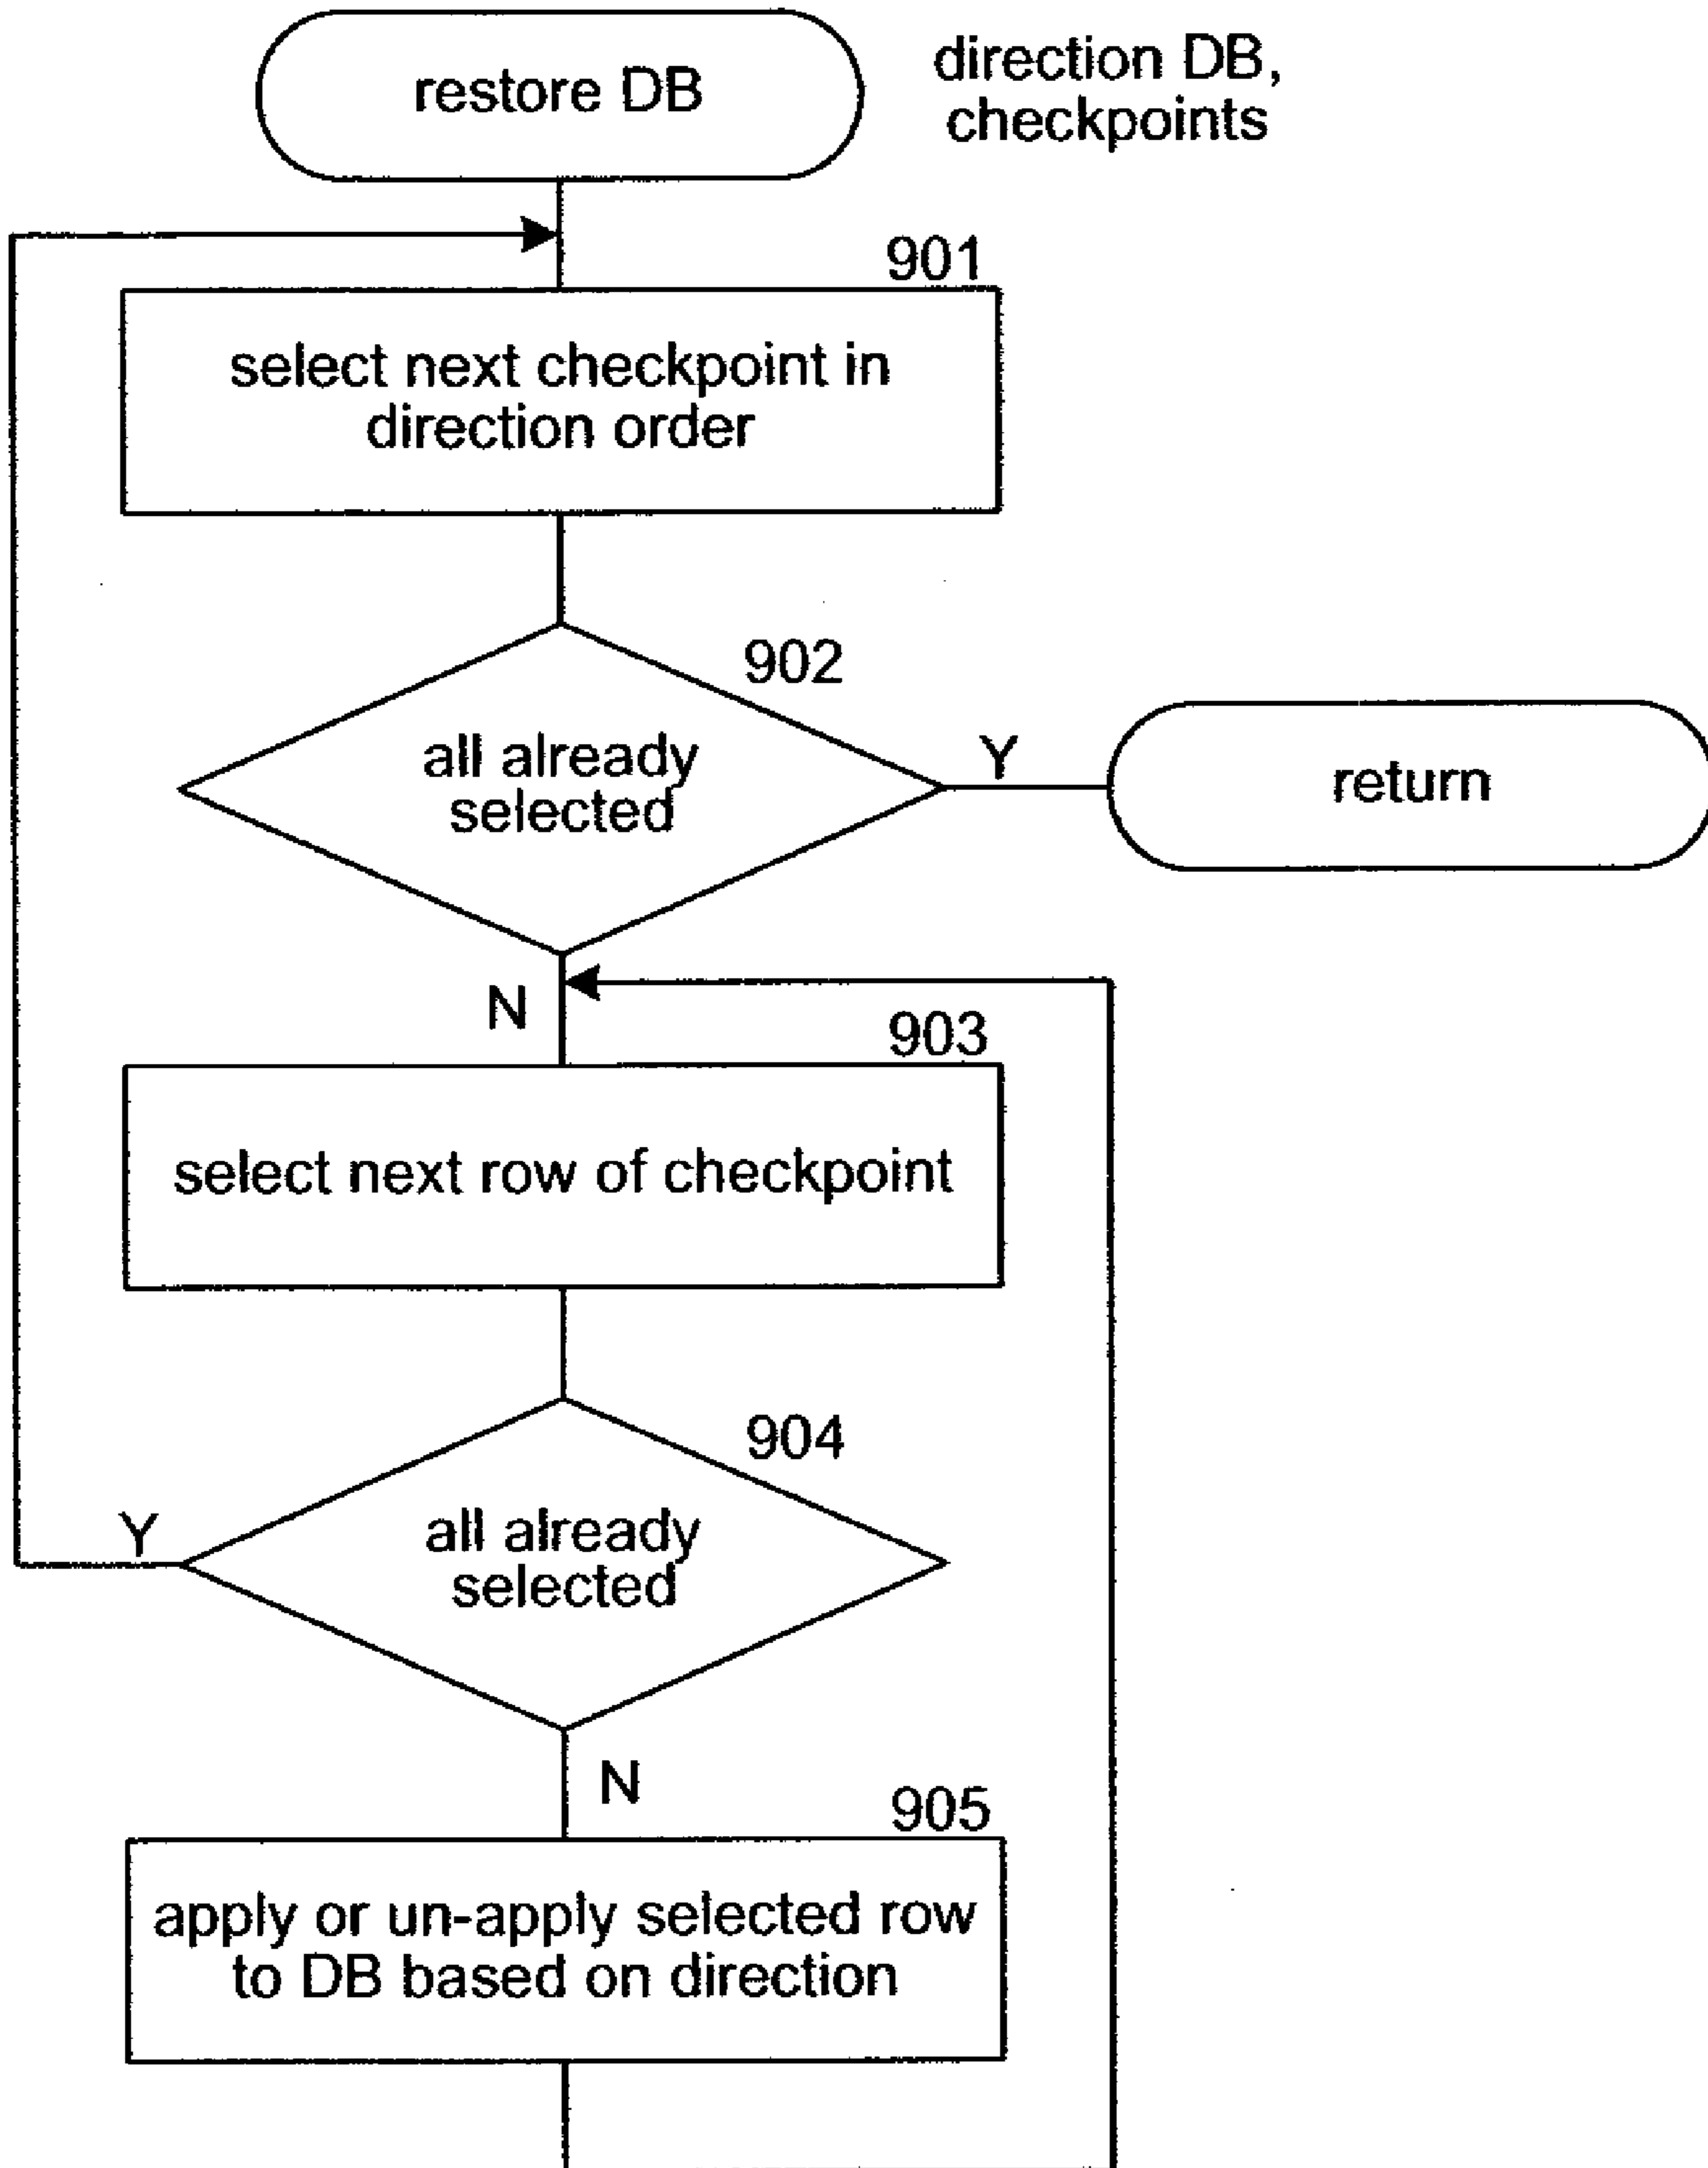 restore DB
direction DB,
checkpoints
901
select next checkpoint in
direction order
902
all already
selected
Y
return
N
903
select next row of checkpoint
904
all already
selected
Y
N
905
apply or un-apply selected row
to DB based on direction